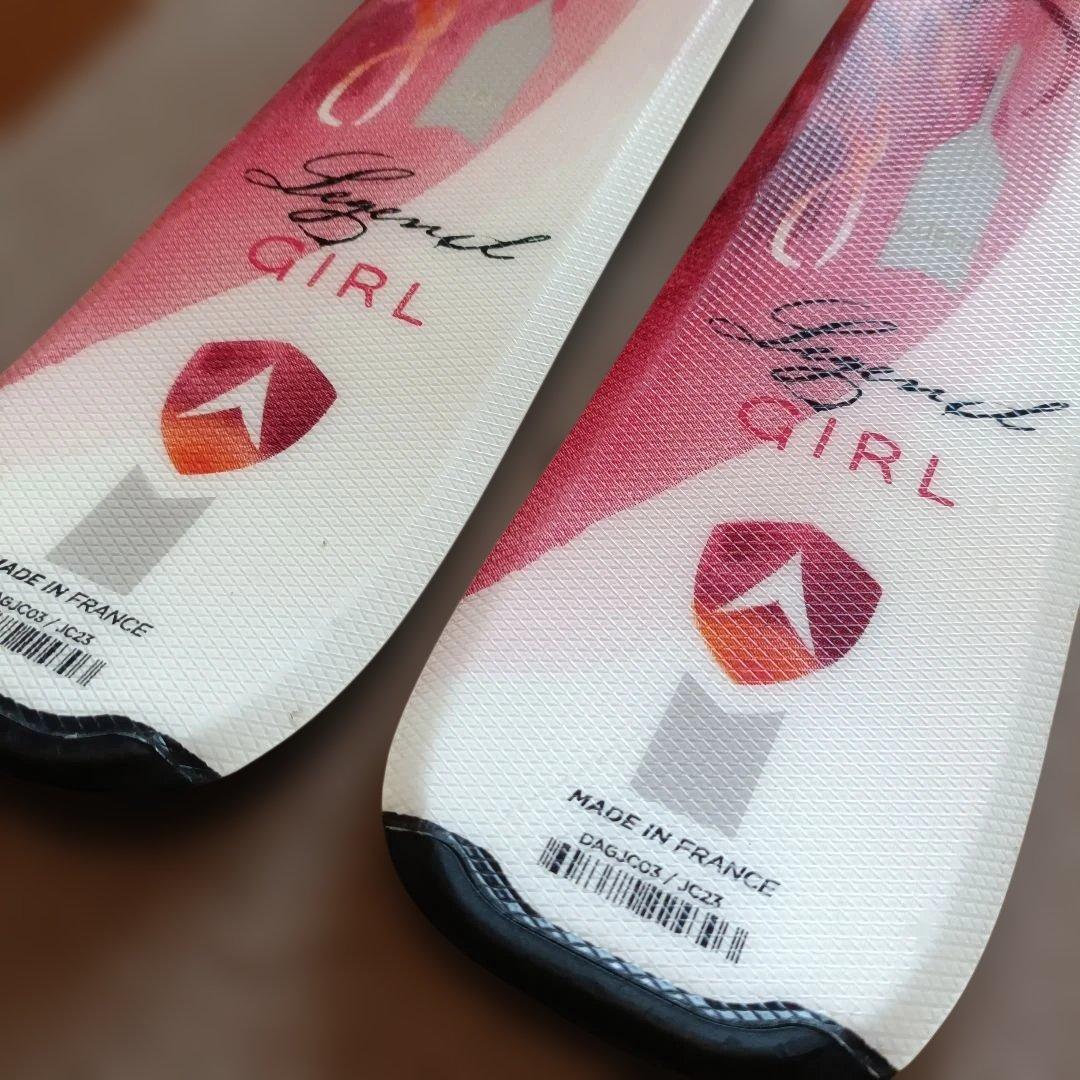 Legend
GIRL
MADE IN FRANCE
DAGJC03 / JC23
Legend
GIRL
MADE IN FRANCE
DAGJC03 / JC23